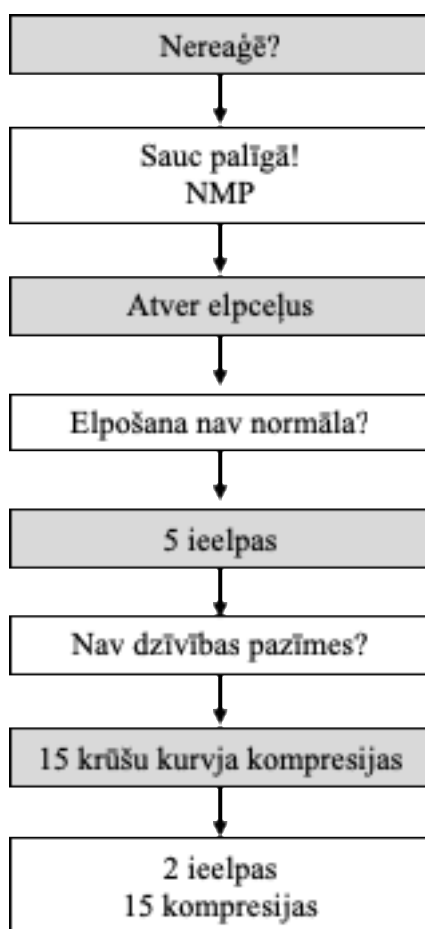 Nereaģē?
Sauc palīgā!
NMP
Atver elpceļus
Elpošana nav normāla?
5 ieelpas
Nav dzīvības pazīmes?
15 krūšu kurvja kompresijas
2 ieelpas
15 kompresijas